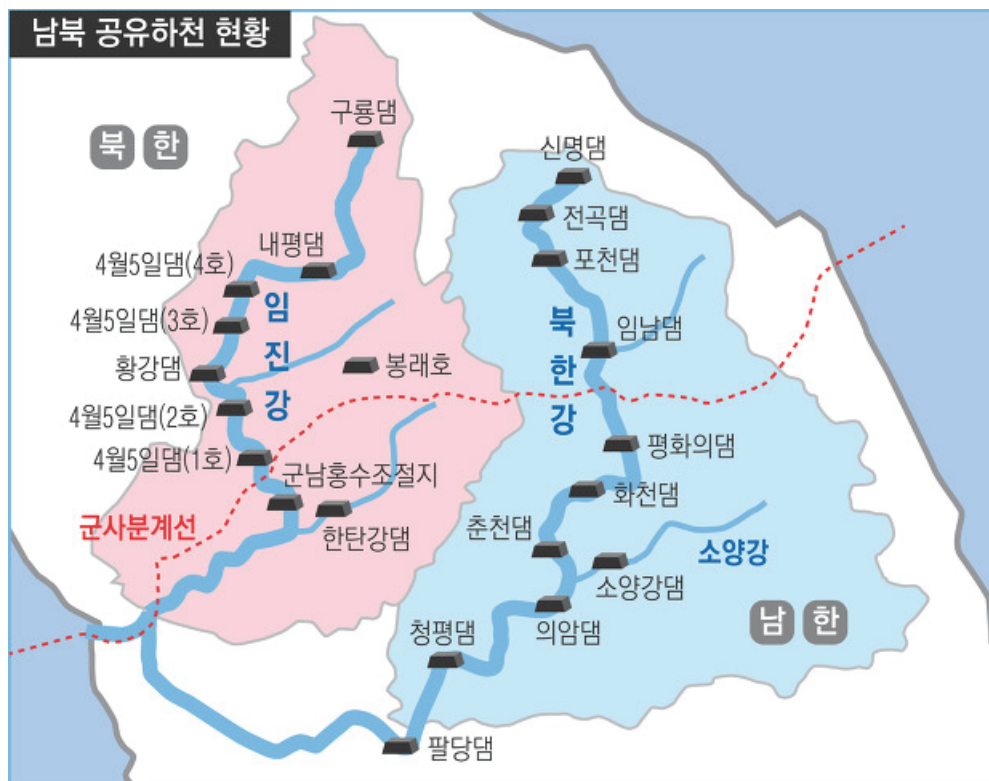 남북 공유하천 현황
북한
구룡댐
신명댐
전곡댐
내평댐
포천댐
4월5일댐(4호)
임진강
북한강
4월5일댐(3호)
임남댐
황강댐
봉래호
4월5일댐(2호)
4월5일댐(1호)
평화의댐
군남홍수조절지
화천댐
군사분계선
한탄강댐
춘천댐
소양강
소양강댐
청평댐
의암댐
남한
팔당댐